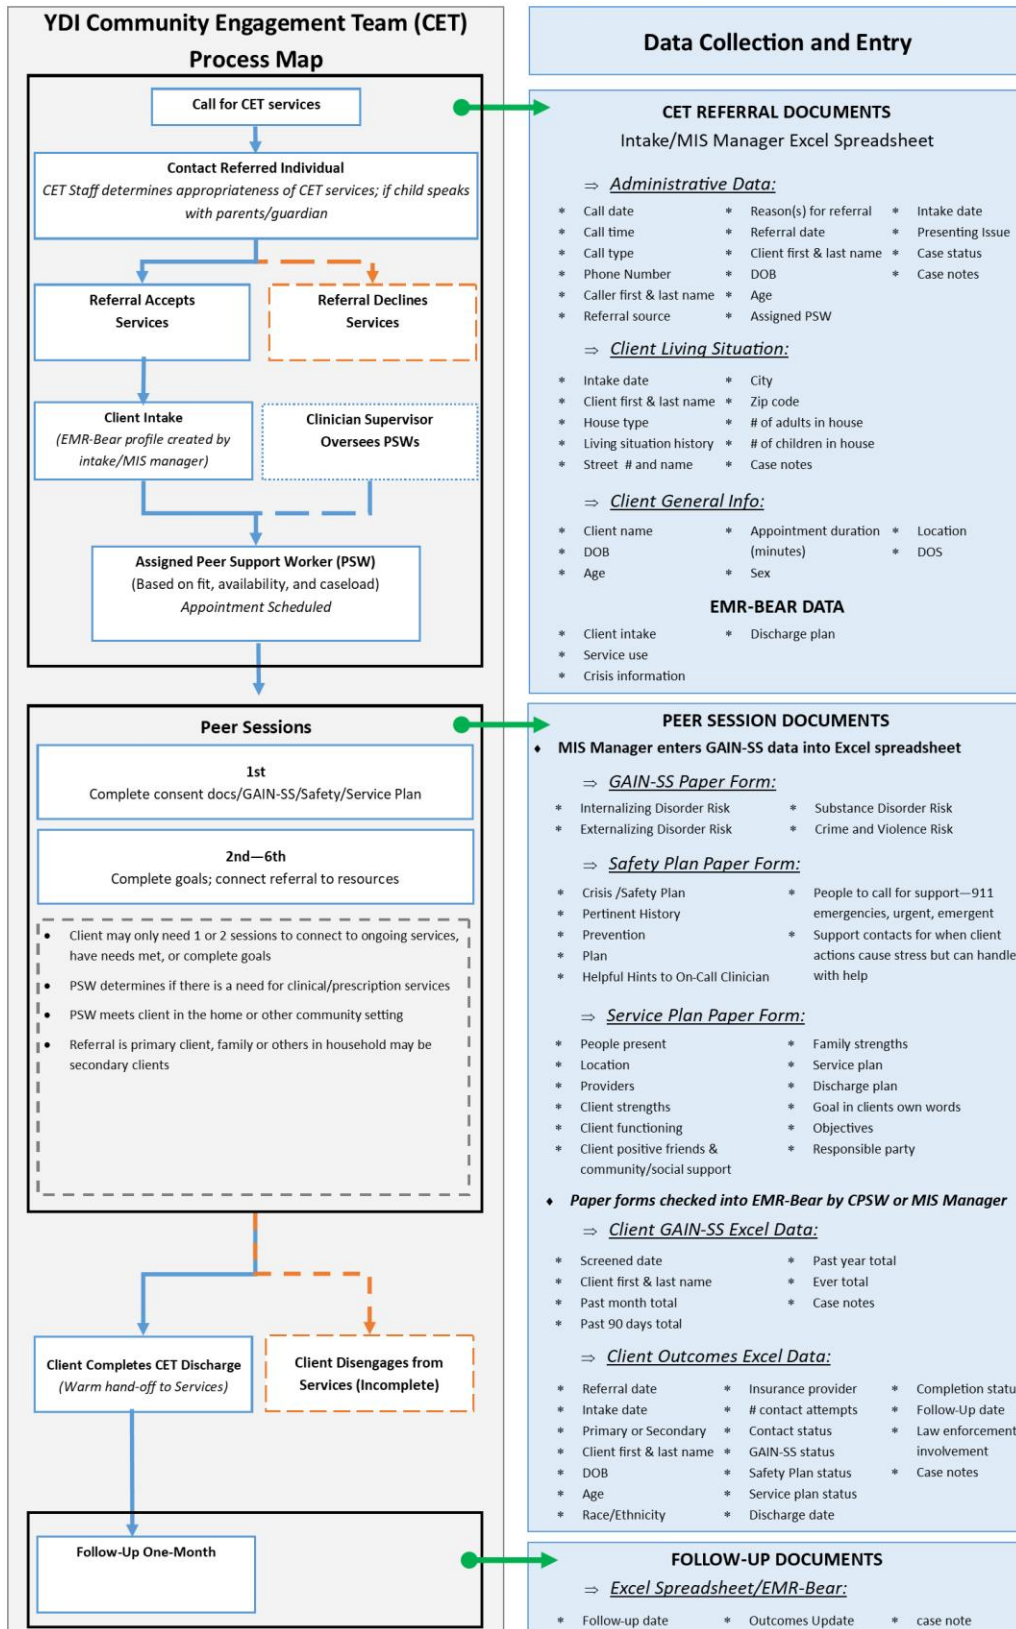 YDI Community Engagement Team (CET)
Process Map
Call for CET services
Contact Referred Individual
CET Staff determines appropriateness of CET services; if child speaks
with parents/guardian
Referral Accepts
Services
Referral Declines
Services
Client Intake
(EMR-Bear profile created by
intake/MIS manager)
Clinician Supervisor
Oversees PSWs
Assigned Peer Support Worker (PSW)
(Based on fit, availability, and caseload)
Appointment Scheduled
Peer Sessions
1st
Complete consent docs/GAIN-SS/Safety/Service Plan
2nd—6th
Complete goals; connect referral to resources
• Client may only need 1 or 2 sessions to connect to ongoing services,
have needs met, or complete goals
• PSW determines if there is a need for clinical/prescription services
• PSW meets client in the home or other community setting
• Referral is primary client, family or others in household may be
secondary clients
Client Completes CET Discharge
(Warm hand-off to Services)
Client Disengages from
Services (Incomplete)
Follow-Up One-Month
Data Collection and Entry
CET REFERRAL DOCUMENTS
Intake/MIS Manager Excel Spreadsheet
⇒ Administrative Data:
* Call date
* Call time
* Call type
* Phone Number
* Caller first & last name
* Referral source
* Reason(s) for referral
* Referral date
* Client first & last name
* DOB
* Age
* Assigned PSW
* Intake date
* Presenting Issue
* Case status
* Case notes
⇒ Client Living Situation:
* Intake date
* Client first & last name
* House type
* Living situation history
* Street # and name
* City
* Zip code
* # of adults in house
* # of children in house
* Case notes
⇒ Client General Info:
* Client name
* DOB
* Age
* Appointment duration
(minutes)
* Sex
* Location
* DOS
EMR-BEAR DATA
* Client intake
* Service use
* Crisis information
* Discharge plan
PEER SESSION DOCUMENTS
♦ MIS Manager enters GAIN-SS data into Excel spreadsheet
⇒ GAIN-SS Paper Form:
* Internalizing Disorder Risk
* Externalizing Disorder Risk
* Substance Disorder Risk
* Crime and Violence Risk
⇒ Safety Plan Paper Form:
* Crisis /Safety Plan
* Pertinent History
* Prevention
* Plan
* Helpful Hints to On-Call Clinician
* People to call for support—911
emergencies, urgent, emergent
* Support contacts for when client
actions cause stress but can handle
with help
⇒ Service Plan Paper Form:
* People present
* Location
* Providers
* Client strengths
* Client functioning
* Client positive friends &
community/social support
* Family strengths
* Service plan
* Discharge plan
* Goal in clients own words
* Objectives
* Responsible party
♦ Paper forms checked into EMR-Bear by CPSW or MIS Manager
⇒ Client GAIN-SS Excel Data:
* Screened date
* Client first & last name
* Past month total
* Past 90 days total
* Past year total
* Ever total
* Case notes
⇒ Client Outcomes Excel Data:
* Referral date
* Intake date
* Primary or Secondary
* Client first & last name
* DOB
* Age
* Race/Ethnicity
* Insurance provider
* # contact attempts
* Contact status
* GAIN-SS status
* Safety Plan status
* Service plan status
* Discharge date
* Completion statu
* Follow-Up date
* Law enforcement
involvement
* Case notes
FOLLOW-UP DOCUMENTS
⇒ Excel Spreadsheet/EMR-Bear:
* Follow-up date
* Outcomes Update
* case note